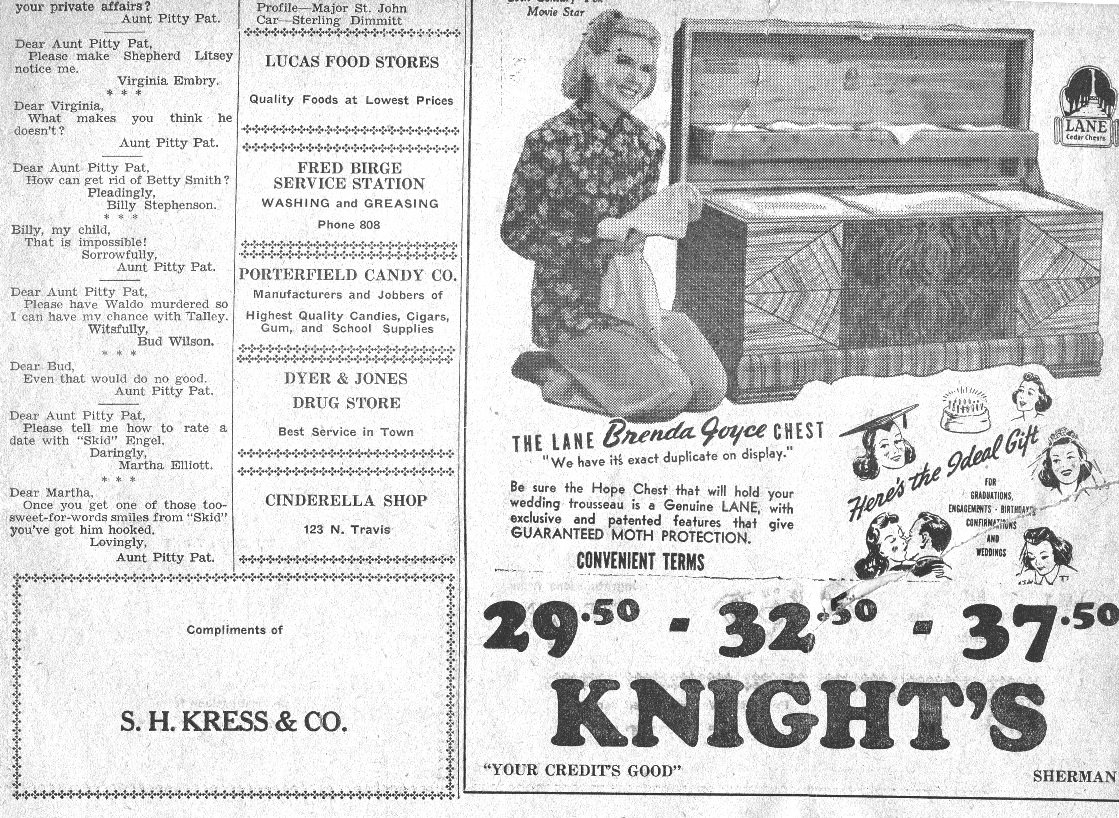 your private affairs?
Aunt Pitty Pat.
Dear Aunt Pitty Pat,
Please make Shepherd Litsey
notice me.
Virginia Embry.
* * *
Dear Virginia,
What makes you think he
doesn't?
Aunt Pitty Pat.
Dear Aunt Pitty Pat,
How can get rid of Betty Smith?
Pleadingly,
Billy Stephenson.
* * *
Billy, my child,
That is impossible!
Sorrowfully,
Aunt Pitty Pat.
Dear Aunt Pitty Pat,
Please have Waldo murdered so
I can have my chance with Talley.
Witsfully,
Bud Wilson.
* * *
Dear Bud,
Even that would do no good.
Aunt Pitty Pat.
Dear Aunt Pitty Pat,
Please tell me how to rate a
date with "Skid" Engel.
Daringly,
Martha Elliott.
* * *
Dear Martha,
Once you get one of those too-
sweet-for-words smiles from "Skid"
you've got him hooked.
Lovingly,
Aunt Pitty Pat.
Profile—Major St. John
Car—Sterling Dimmitt
LUCAS FOOD STORES
Quality Foods at Lowest Prices
FRED BIRGE
SERVICE STATION
WASHING and GREASING
Phone 808
PORTERFIELD CANDY CO.
Manufacturers and Jobbers of
Highest Quality Candies, Cigars,
Gum, and School Supplies
DYER & JONES
DRUG STORE
Best Service in Town
CINDERELLA SHOP
123 N. Travis
Compliments of
S. H. KRESS & CO.
Movie Star
LANE
Cedar Chests
THE LANE Brenda Joyce CHEST
"We have it's exact duplicate on display."
Be sure the Hope Chest that will hold your
wedding trousseau is a Genuine LANE, with
exclusive and patented features that give
GUARANTEED MOTH PROTECTION.
CONVENIENT TERMS
Here's the Ideal Gift
FOR
GRADUATIONS,
ENGAGEMENTS - BIRTHDAYS
CONFIRMATIONS
AND
WEDDINGS
29.50 - 32.50 - 37.50
KNIGHT'S
"YOUR CREDIT'S GOOD"
SHERMAN